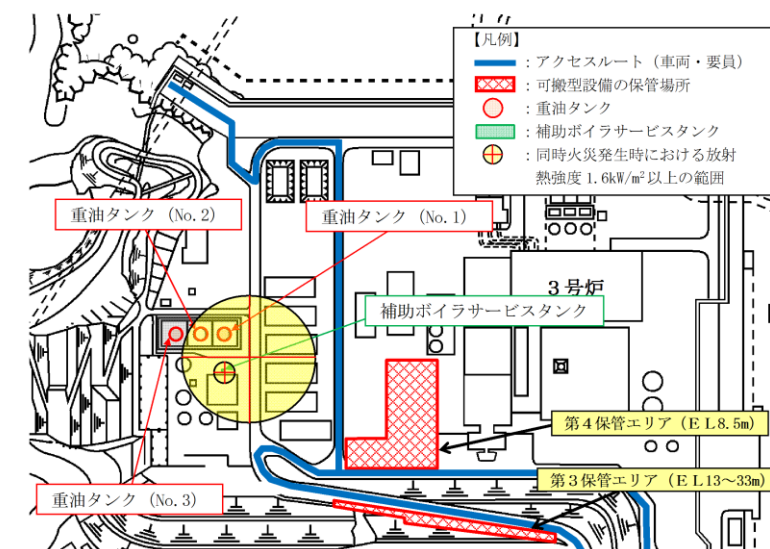 【凡例】
：アクセスルート（車両・要員）
：可搬型設備の保管場所
：重油タンク
：補助ボイラサービスタンク
：同時火災発生時における放射
熱強度 1.6kW/m²以上の範囲
重油タンク（No.2）
重油タンク（No.1）
3号炉
補助ボイラサービスタンク
第4保管エリア（EL8.5m）
第3保管エリア（EL13～33m）
重油タンク（No.3）